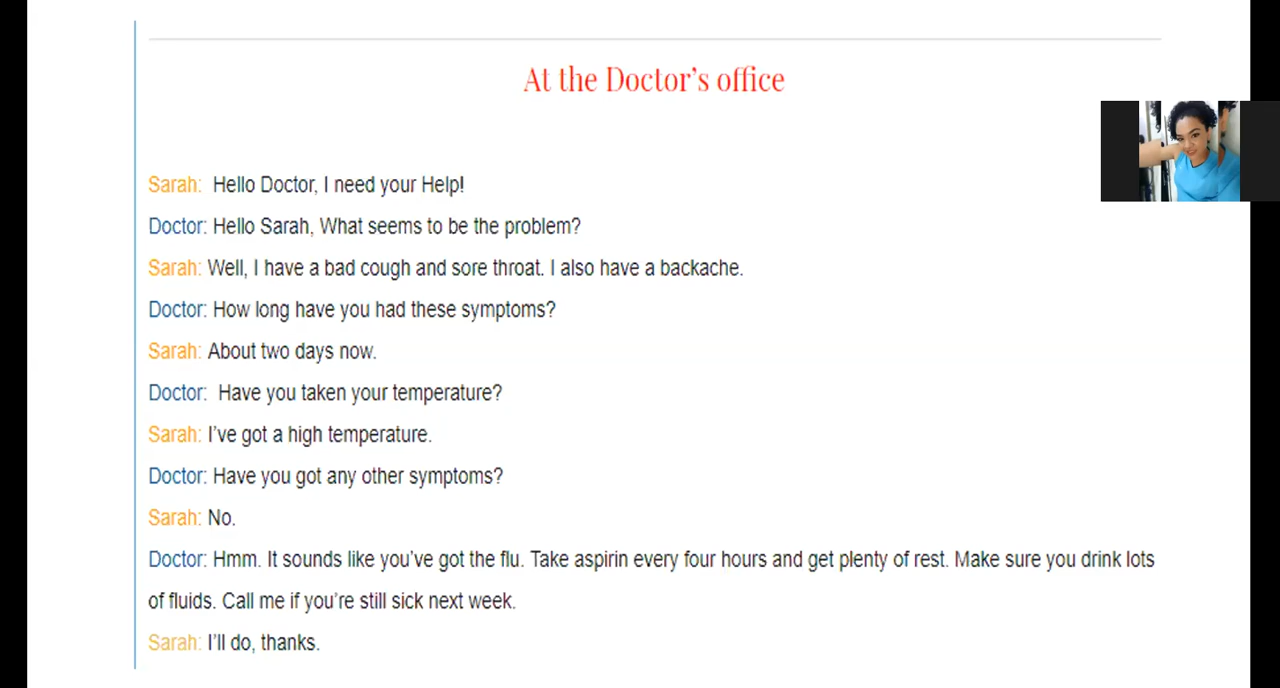 At the Doctor's office
Sarah:  Hello Doctor, I need your Help!
Doctor: Hello Sarah, What seems to be the problem?
Sarah: Well, I have a bad cough and sore throat. I also have a backache.
Doctor: How long have you had these symptoms?
Sarah: About two days now.
Doctor:  Have you taken your temperature?
Sarah: I've got a high temperature.
Doctor: Have you got any other symptoms?
Sarah: No.
Doctor: Hmm. It sounds like you've got the flu. Take aspirin every four hours and get plenty of rest. Make sure you drink lots
of fluids. Call me if you're still sick next week.
Sarah: I'll do, thanks.